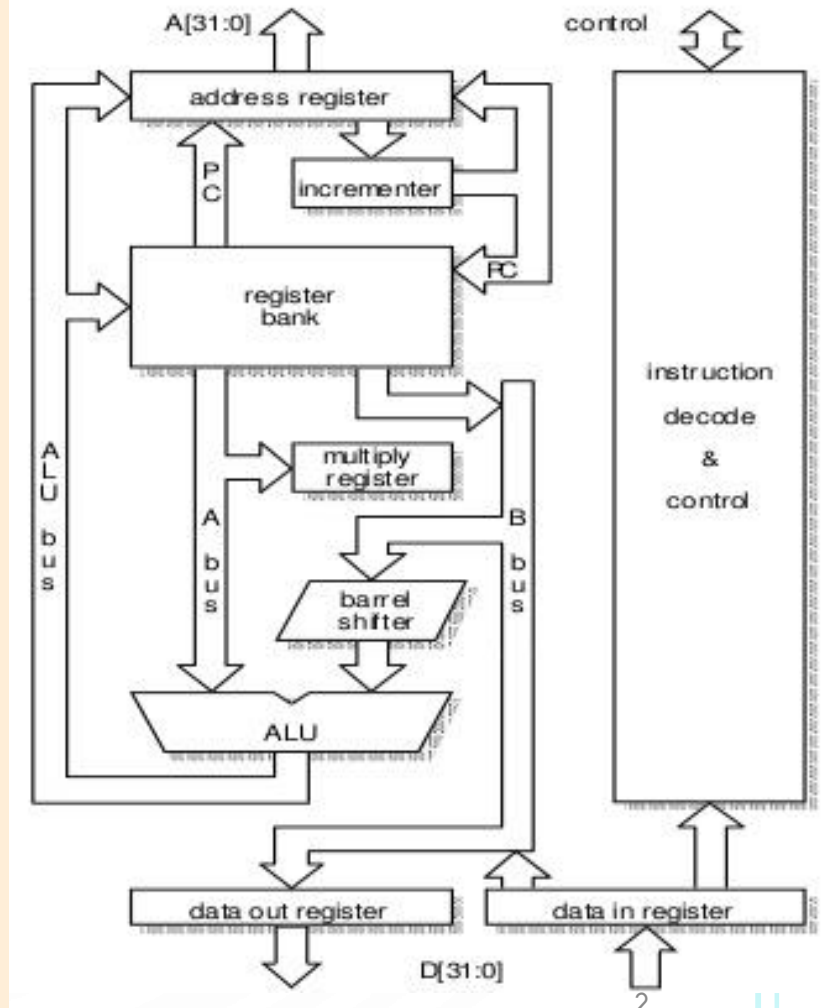 A[31:0]
control
address register
P
C
incrementer
PC
register
bank
instruction
decode
&
control
multiply
register
A
L
U
b
u
s
A
b
u
s
B
b
u
s
barrel
shifter
ALU
data out register
data in register
D[31:0]
2